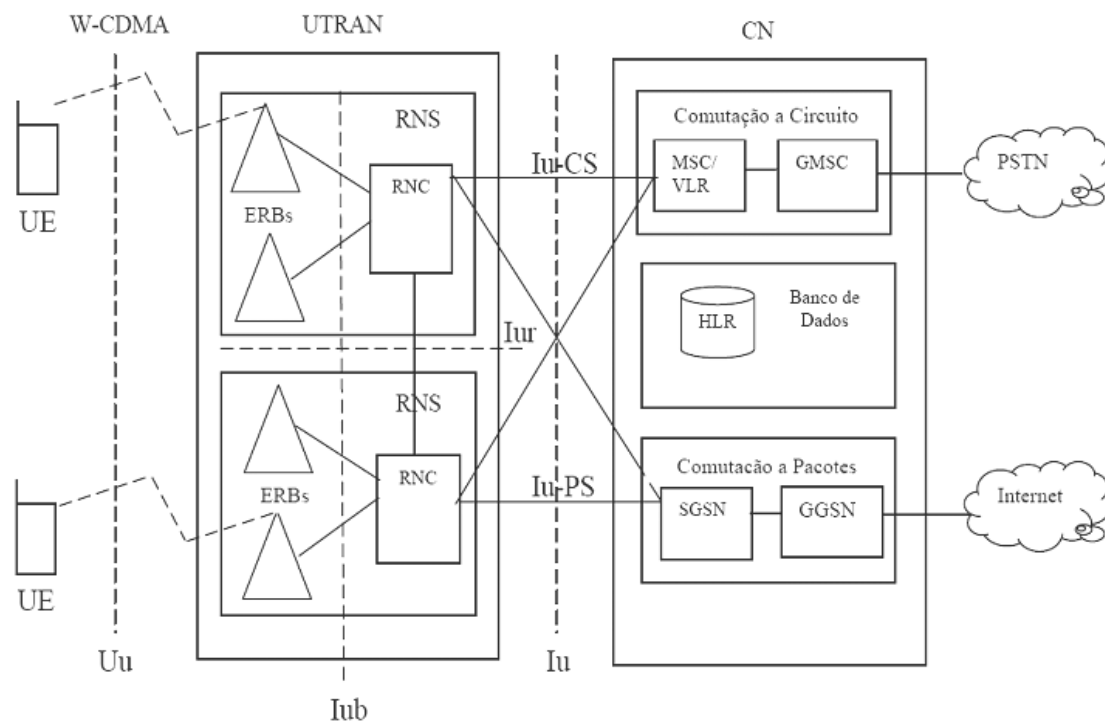 W-CDMA
UTRAN
CN
UE
RNS
ERBs
RNC
Iu-CS
Comutação a Circuito
MSC/
VLR
GMSC
PSTN
Iur
HLR
Banco de
Dados
UE
RNS
ERBs
RNC
Iu-PS
Comutacão a Pacotes
SGSN
GGSN
Internet
Uu
Iub
Iu